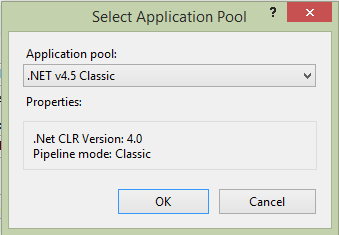 Select Application Pool
?
Application pool:
.NET v4.5 Classic
Properties:
.Net CLR Version: 4.0
Pipeline mode: Classic
OK
Cancel